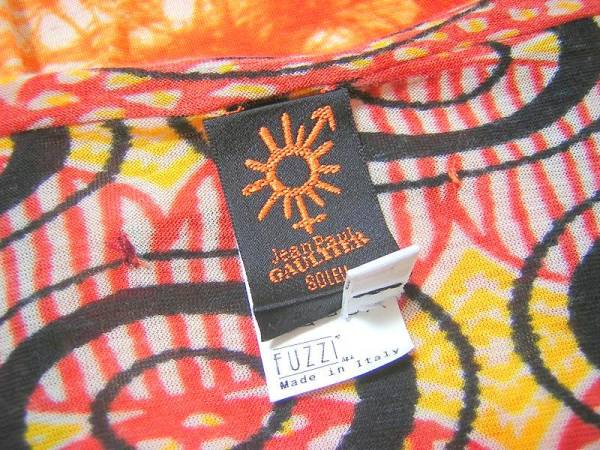 Jean Paul
GAULTIER
SOLEIL
FUZZI
Made in Italy